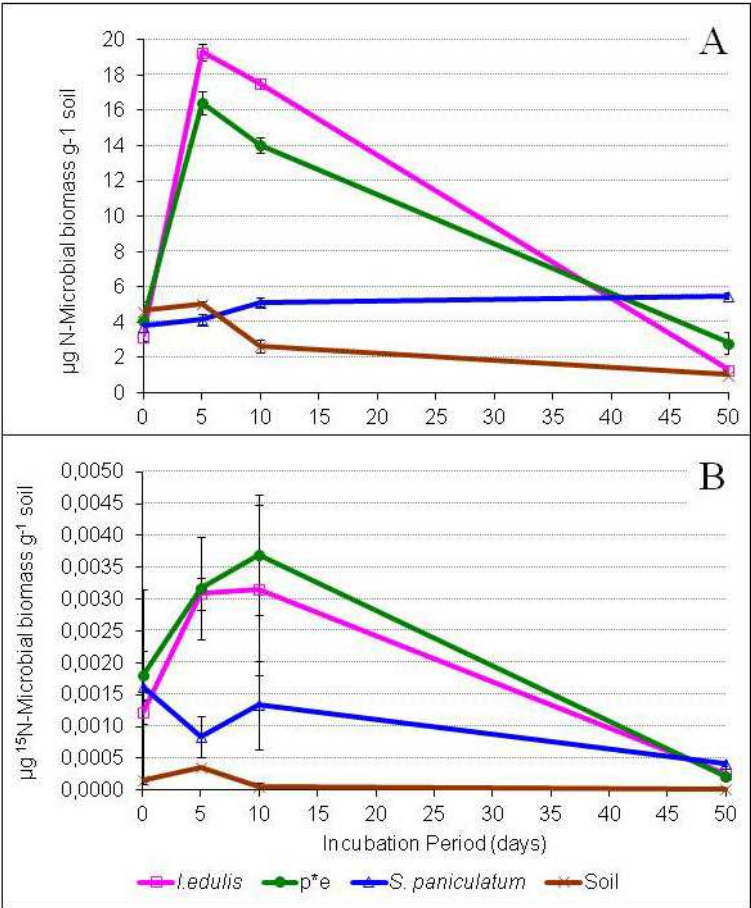 A
µg N-Microbial biomass g-1 soil
20
18
16
14
12
10
8
6
4
2
0
0 5 10 15 20 25 30 35 40 45 50
B
µg ¹⁵N-Microbial biomass g⁻¹ soil
0,0050
0,0045
0,0040
0,0035
0,0030
0,0025
0,0020
0,0015
0,0010
0,0005
0,0000
0 5 10 15 20 25 30 35 40 45 50
Incubation Period (days)
I.edulis p*e S. paniculatum Soil